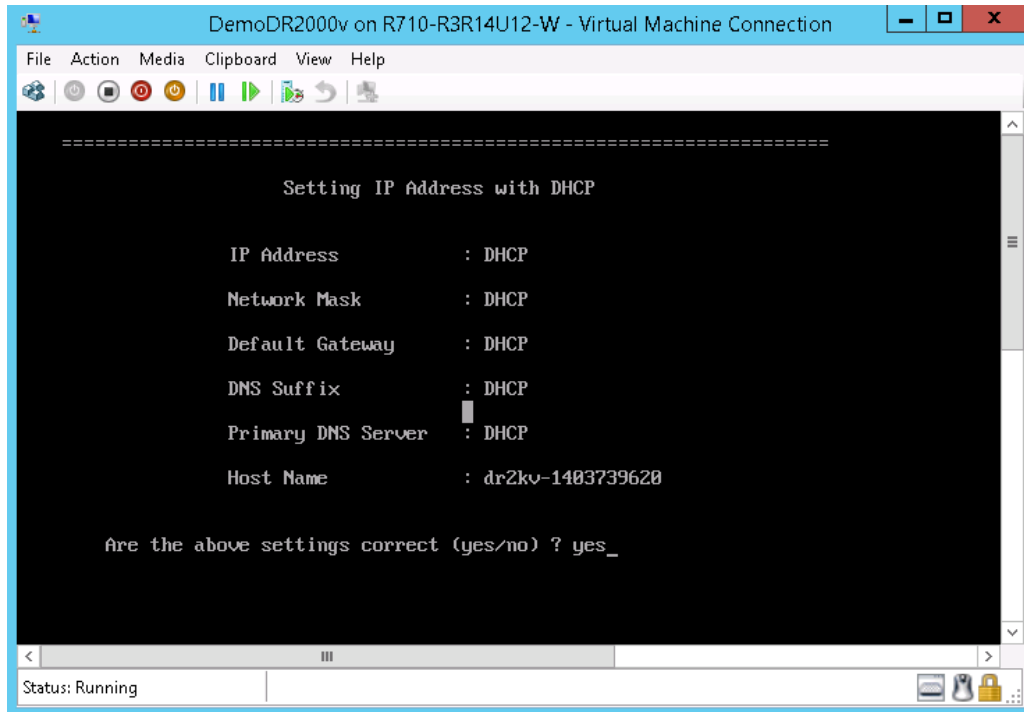 DemoDR2000v on R710-R3R14U12-W - Virtual Machine Connection
File Action Media Clipboard View Help
=====================================================================
Setting IP Address with DHCP
IP Address : DHCP
Network Mask : DHCP
Default Gateway : DHCP
DNS Suffix : DHCP
Primary DNS Server : DHCP
Host Name : dr2kv-1403739620
Are the above settings correct (yes/no) ? yes_
Status: Running